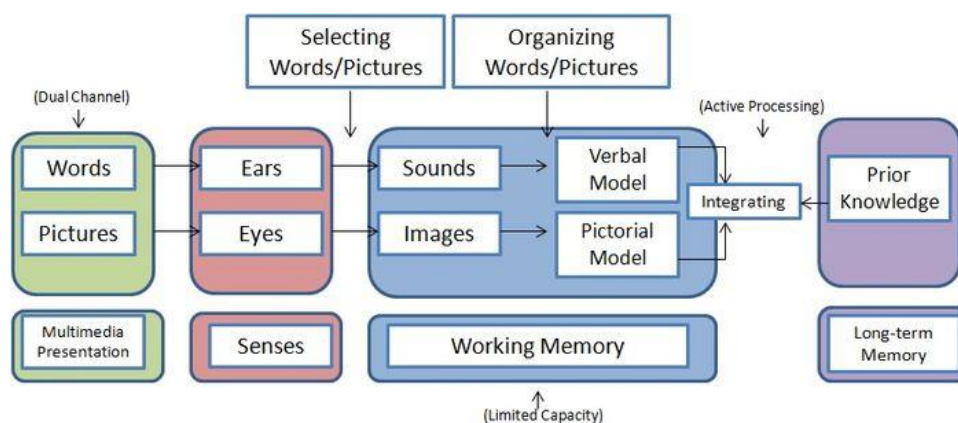 Selecting
Words/Pictures
Organizing
Words/Pictures
(Dual Channel)
(Active Processing)
Words
Ears
Sounds
Verbal
Model
Integrating
Prior
Knowledge
Pictures
Eyes
Images
Pictorial
Model
Multimedia
Presentation
Senses
Working Memory
Long-term
Memory
(Limited Capacity)